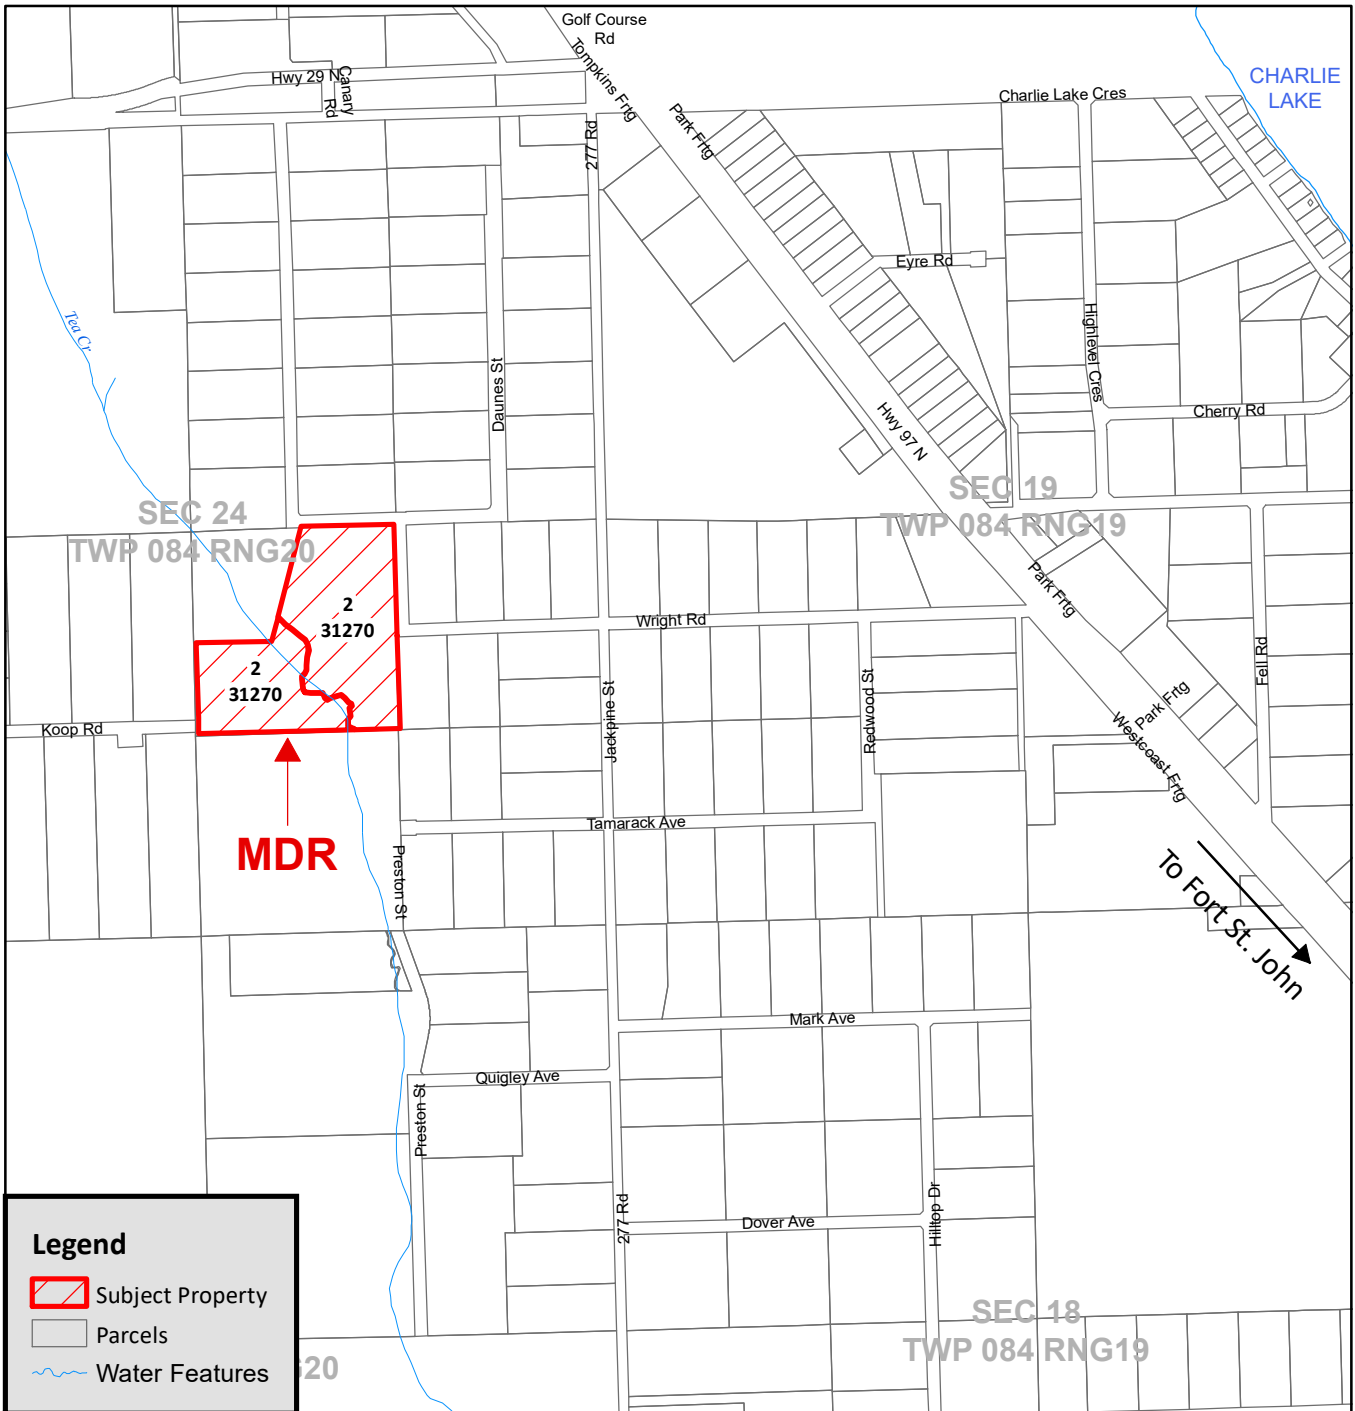 Golf Course
Rd
Hwy 29 N
Canary
Rd
Tompkins Frtg
Park Frtg
Charlie Lake Cres
CHARLIE
LAKE
277 Rd
Eyre Rd
Tea Cr
Highlevel Cres
Daunes St
Hwy 97 N
Cherry Rd
SEC 24
TWP 084 RNG20
SEC 19
TWP 084 RNG19
Park Frtg
2
31270
Wright Rd
2
31270
Fell Rd
Koop Rd
Jackpine St
Redwood St
Park Frtg
Westcoast Frtg
MDR
Tamarack Ave
Preston St
To Fort St. John
Mark Ave
Quigley Ave
Preston St
277 Rd
Dover Ave
Hilltop Dr
Legend
Subject Property
Parcels
Water Features
G20
SEC 18
TWP 084 RNG19